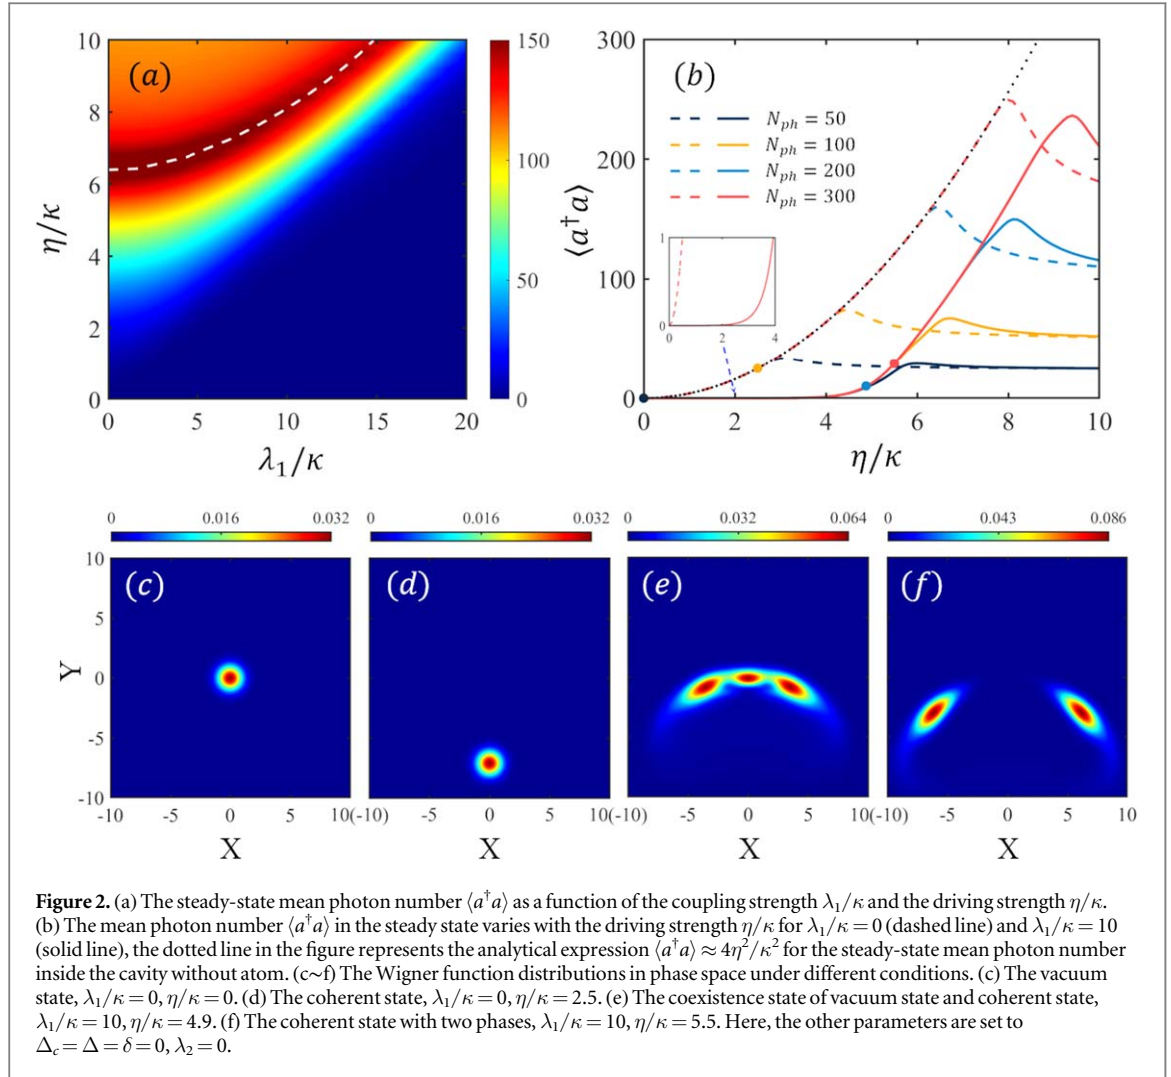 10
8
6
4
2
0
η/κ
(a)
0 5 10 15 20
λ₁/κ
150
100
50
0
300
200
100
0
⟨a†a⟩
(b)
N_ph = 50
N_ph = 100
N_ph = 200
N_ph = 300
1
0
0 2 4
0 2 4 6 8 10
η/κ
0 0.016 0.032
0 0.016 0.032
0 0.032 0.064
0 0.043 0.086
10
5
0
-5
-10
Y
(c)
(d)
(e)
(f)
-10 -5 0 5 10(-10) -5 0 5 10(-10) -5 0 5 10(-10) -5 0 5 10
X X X X
Figure 2. (a) The steady-state mean photon number ⟨a†a⟩ as a function of the coupling strength λ₁/κ and the driving strength η/κ.
(b) The mean photon number ⟨a†a⟩ in the steady state varies with the driving strength η/κ for λ₁/κ = 0 (dashed line) and λ₁/κ = 10
(solid line), the dotted line in the figure represents the analytical expression ⟨a†a⟩ ≈ 4η²/κ² for the steady-state mean photon number
inside the cavity without atom. (c~f) The Wigner function distributions in phase space under different conditions. (c) The vacuum
state, λ₁/κ = 0, η/κ = 0. (d) The coherent state, λ₁/κ = 0, η/κ = 2.5. (e) The coexistence state of vacuum state and coherent state,
λ₁/κ = 10, η/κ = 4.9. (f) The coherent state with two phases, λ₁/κ = 10, η/κ = 5.5. Here, the other parameters are set to
Δ_c = Δ = δ = 0, λ₂ = 0.